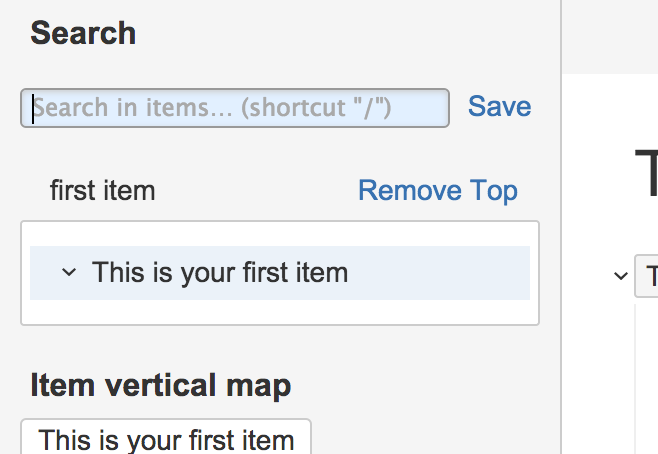 Search
Search in items... (shortcut "/")
Save
first item
Remove Top
This is your first item
Item vertical map
This is your first item
T
T